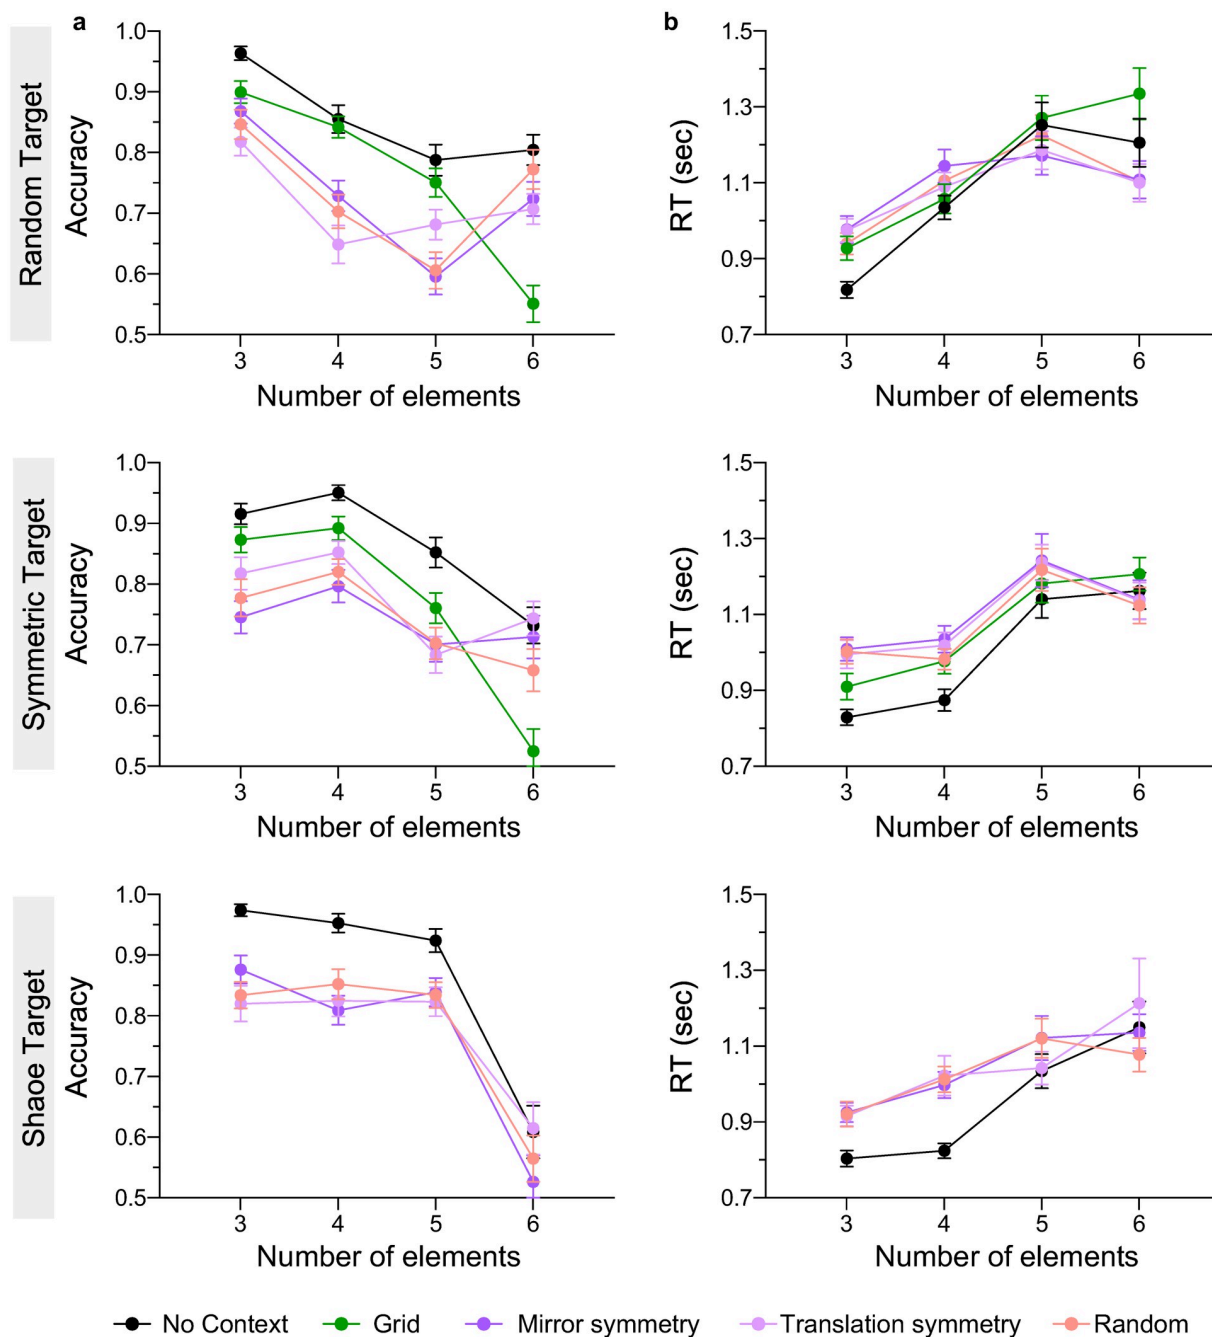 a
b
Random Target
Accuracy
1.0
0.9
0.8
0.7
0.6
0.5
3 4 5 6
Number of elements
RT (sec)
1.5
1.3
1.1
0.9
0.7
3 4 5 6
Number of elements
Symmetric Target
Accuracy
1.0
0.9
0.8
0.7
0.6
0.5
3 4 5 6
Number of elements
RT (sec)
1.5
1.3
1.1
0.9
0.7
3 4 5 6
Number of elements
Shaoe Target
Accuracy
1.0
0.9
0.8
0.7
0.6
0.5
3 4 5 6
Number of elements
RT (sec)
1.5
1.3
1.1
0.9
0.7
3 4 5 6
Number of elements
No Context Grid Mirror symmetry Translation symmetry Random